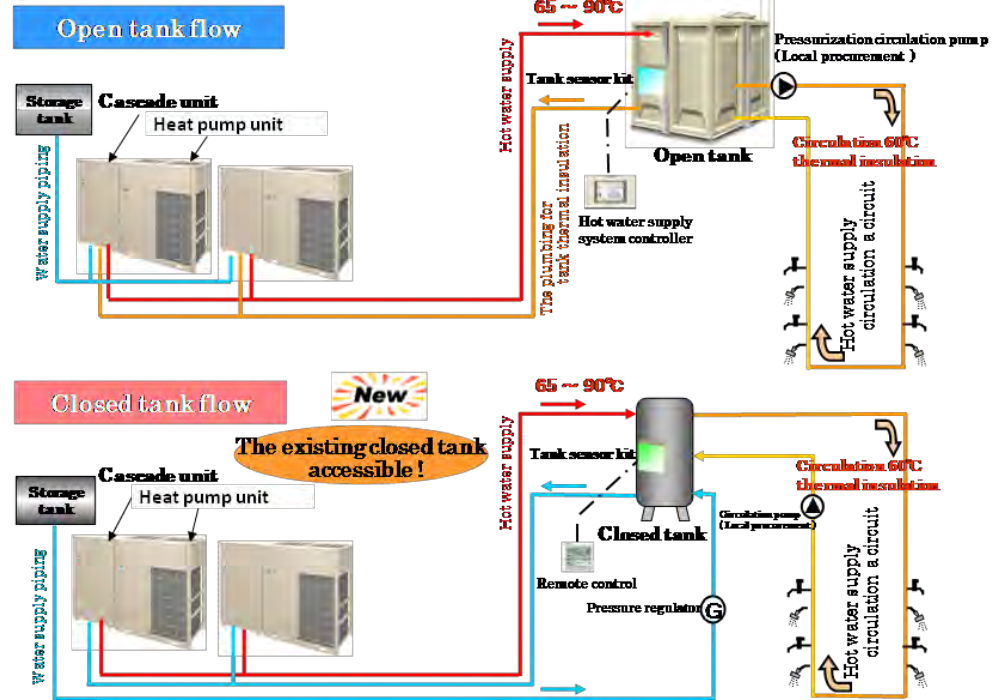 Open tank flow
65 ~ 90℃
Pressurization circulation pump
( Local procurement )
Storage
tank
Cascade unit
Heat pump unit
Tank sensor kit
Hot water supply
Water supply piping
Open tank
Circulation 60℃
thermal insulation
Hot water supply
system controller
The plumbing for
tank thermal insulation
Hot water supply
circulation a circuit
Closed tank flow
New
The existing closed tank
accessible !
65 ~ 90℃
Storage
tank
Cascade unit
Heat pump unit
Tank sensor kit
Hot water supply
Water supply piping
Closed tank
Circulation 60℃
thermal insulation
Circulation pump
( Local procurement )
Remote control
Pressure regulator
G
Hot water supply
circulation a circuit